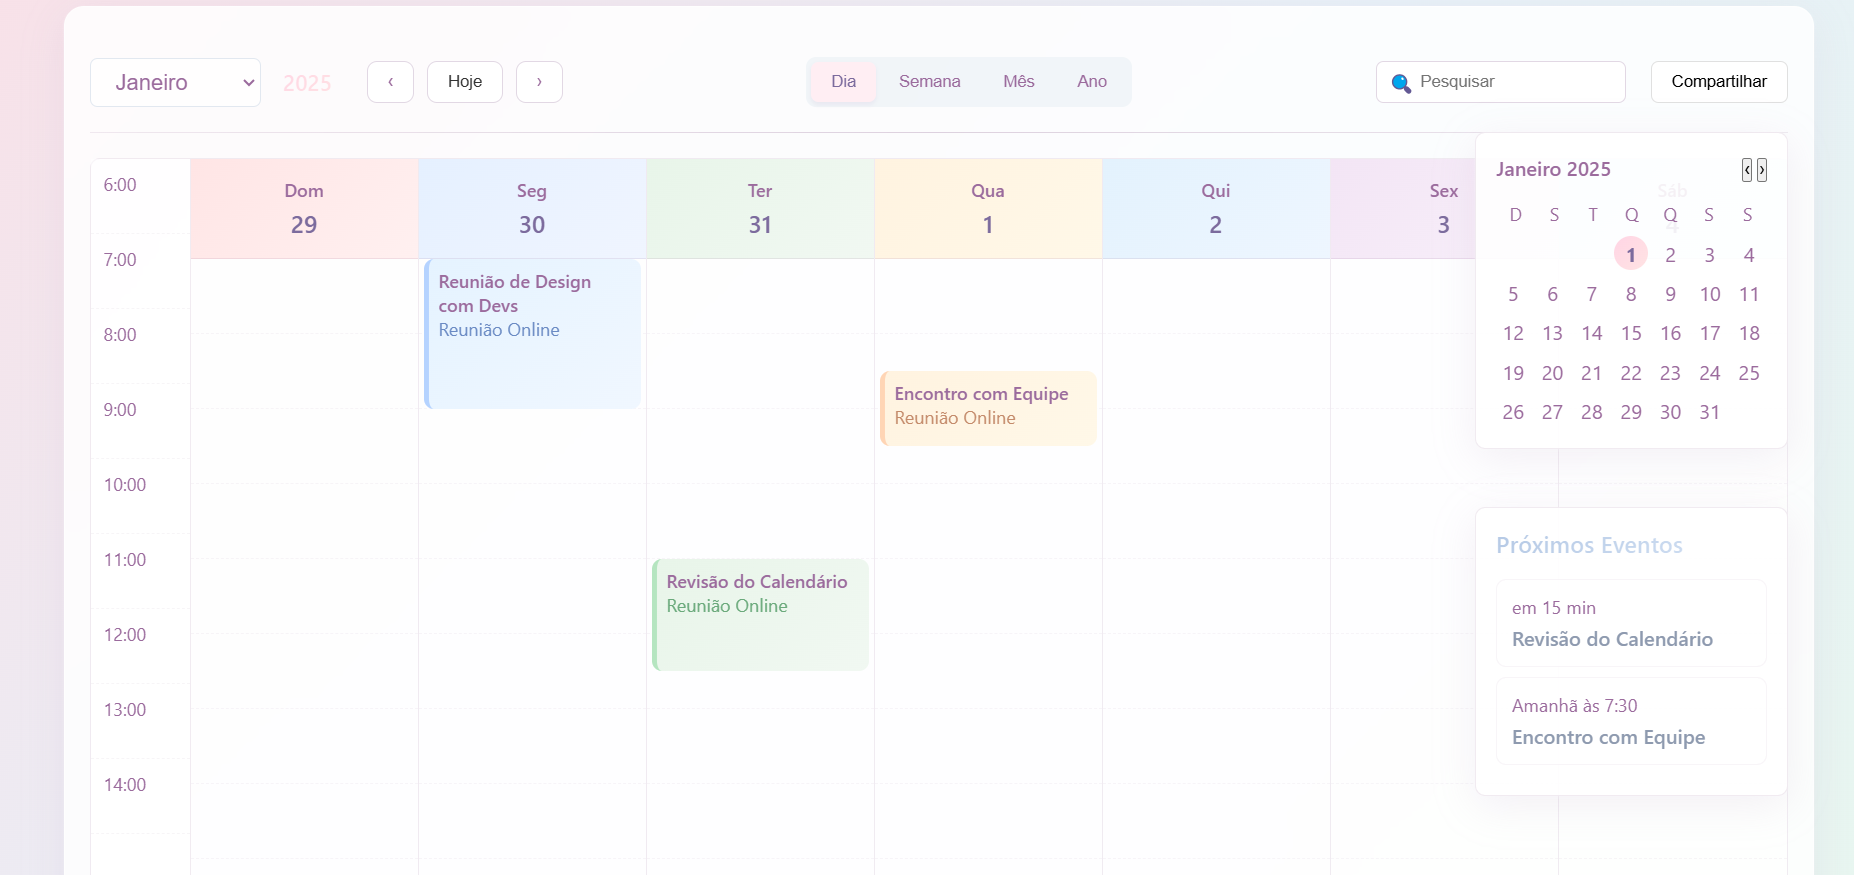 Janeiro 2025 ‹ Hoje › Dia Semana Mês Ano Pesquisar Compartilhar
6:00
7:00
8:00
9:00
10:00
11:00
12:00
13:00
14:00
Dom Seg Ter Qua Qui Sex Sáb
29 30 31 1 2 3 4
Reunião de Design
com Devs
Reunião Online
Encontro com Equipe
Reunião Online
Revisão do Calendário
Reunião Online
Janeiro 2025 ‹ ›
D S T Q Q S S
1 2 3 4
5 6 7 8 9 10 11
12 13 14 15 16 17 18
19 20 21 22 23 24 25
26 27 28 29 30 31
Próximos Eventos
em 15 min
Revisão do Calendário
Amanhã às 7:30
Encontro com Equipe